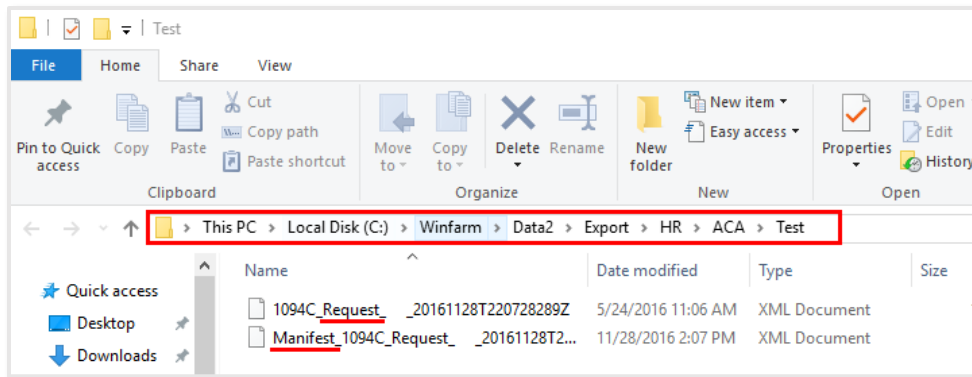 Test
File Home Share View
Pin to Quick access
Copy
Paste
Cut
Copy path
Paste shortcut
Clipboard
Move to
Copy to
Delete
Rename
Organize
New folder
New item
Easy access
New
Properties
Open
Edit
History
Open
This PC > Local Disk (C:) > Winfarm > Data2 > Export > HR > ACA > Test
Name Date modified Type Size
Quick access
Desktop
Downloads
1094C_Request_ _20161128T220728289Z 5/24/2016 11:06 AM XML Document
Manifest_1094C_Request_ _20161128T2... 11/28/2016 2:07 PM XML Document